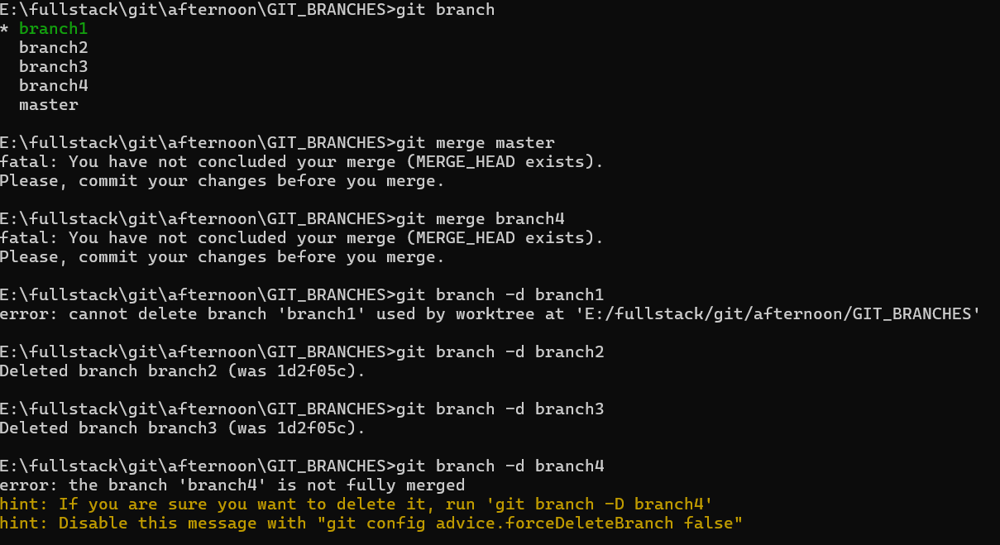 E:\fullstack\git\afternoon\GIT_BRANCHES>git branch
* branch1
  branch2
  branch3
  branch4
  master
E:\fullstack\git\afternoon\GIT_BRANCHES>git merge master
fatal: You have not concluded your merge (MERGE_HEAD exists).
Please, commit your changes before you merge.
E:\fullstack\git\afternoon\GIT_BRANCHES>git merge branch4
fatal: You have not concluded your merge (MERGE_HEAD exists).
Please, commit your changes before you merge.
E:\fullstack\git\afternoon\GIT_BRANCHES>git branch -d branch1
error: cannot delete branch 'branch1' used by worktree at 'E:/fullstack/git/afternoon/GIT_BRANCHES'
E:\fullstack\git\afternoon\GIT_BRANCHES>git branch -d branch2
Deleted branch branch2 (was 1d2f05c).
E:\fullstack\git\afternoon\GIT_BRANCHES>git branch -d branch3
Deleted branch branch3 (was 1d2f05c).
E:\fullstack\git\afternoon\GIT_BRANCHES>git branch -d branch4
error: the branch 'branch4' is not fully merged
hint: If you are sure you want to delete it, run 'git branch -D branch4'
hint: Disable this message with "git config advice.forceDeleteBranch false"